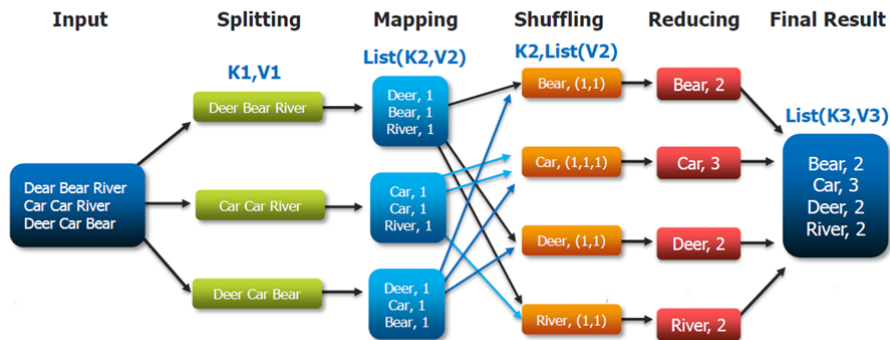 Input
Splitting
Mapping
Shuffling
Reducing
Final Result
K1,V1
List(K2,V2)
K2,List(V2)
List(K3,V3)
Dear Bear River
Car Car River
Deer Car Bear
Deer Bear River
Car Car River
Deer Car Bear
Deer, 1
Bear, 1
River, 1
Car, 1
Car, 1
River, 1
Deer, 1
Car, 1
Bear, 1
Bear, (1,1)
Car, (1,1,1)
Deer, (1,1)
River, (1,1)
Bear, 2
Car, 3
Deer, 2
River, 2
Bear, 2
Car, 3
Deer, 2
River, 2